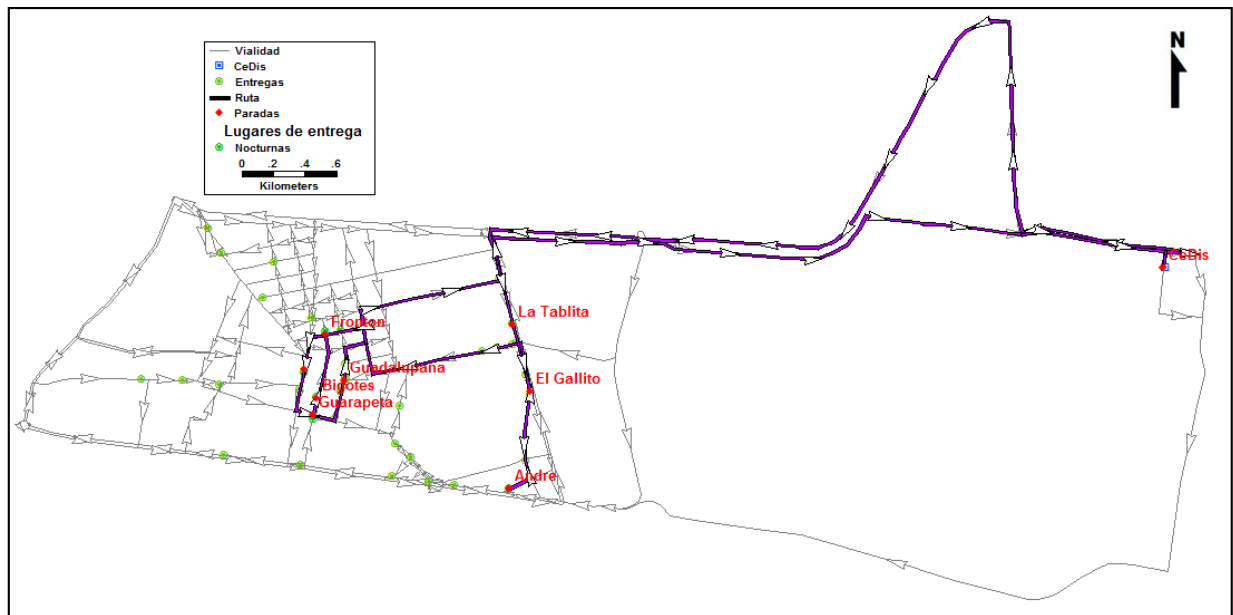 Vialidad
CeDis
Entregas
Ruta
Paradas
Lugares de entrega
Nocturnas
0 .2 .4 .6
Kilometers
N
CeDis
La Tablita
Fronton
Guadalupana
El Gallito
Bigotes
Guarapeta
Andre